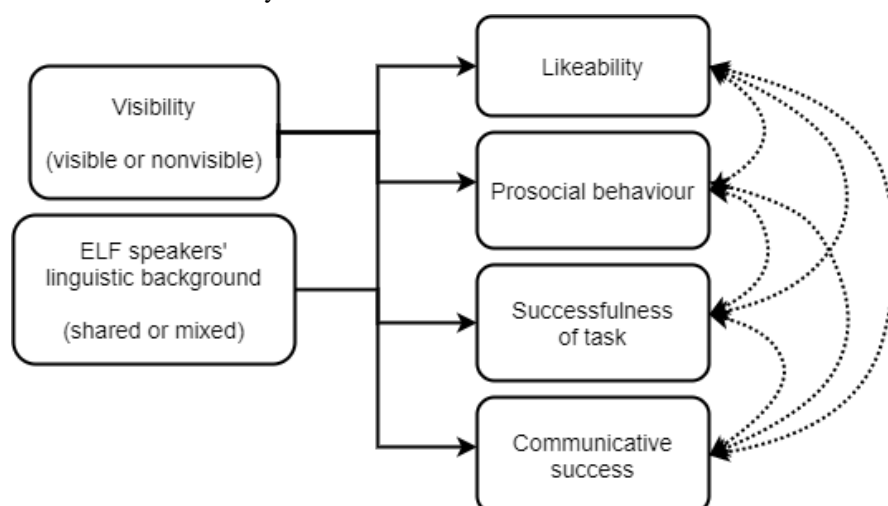 Visibility
(visible or nonvisible)
ELF speakers'
linguistic background
(shared or mixed)
Likeability
Prosocial behaviour
Successfulness
of task
Communicative
success